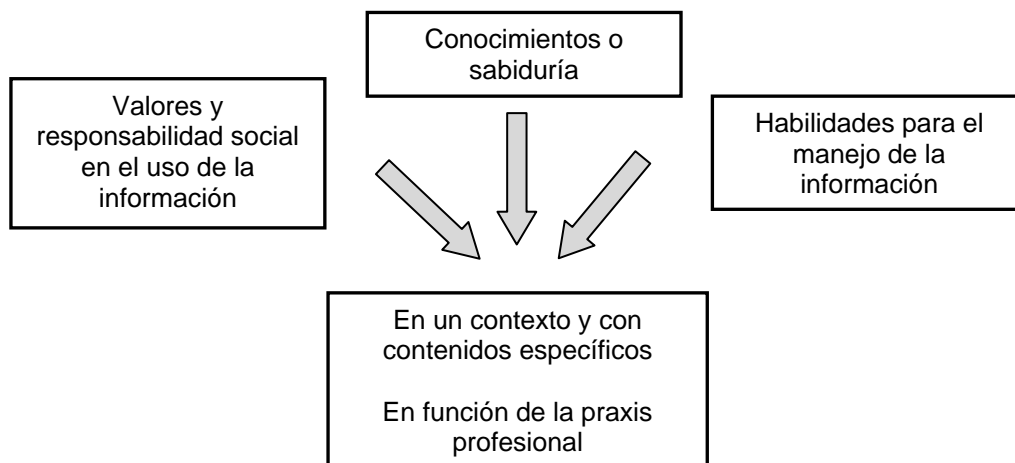 Conocimientos o
sabiduría
Valores y
responsabilidad social
en el uso de la
información
Habilidades para el
manejo de la
información
En un contexto y con
contenidos específicos
En función de la praxis
profesional